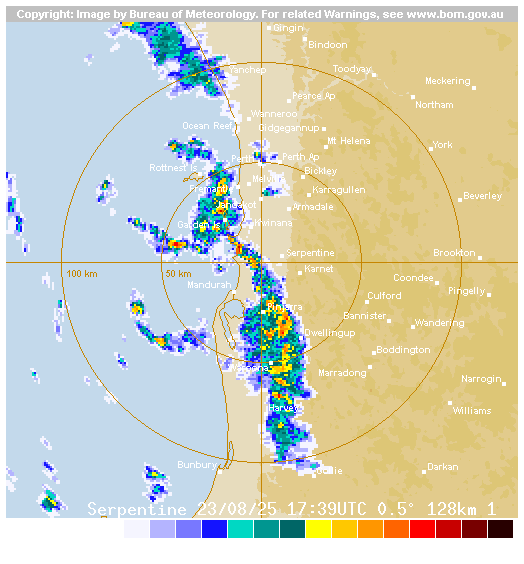 Copyright: Image by Bureau of Meteorology. For related Warnings, see www.bom.gov.au
Gingin
Bindoon
Yanchep
Toodyay
Meckering
Pearce Ap
Northam
Wanneroo
Ocean Reef
Gidgegannup
Mt Helena
York
Perth
Perth Ap
Rottnest Is
Bickley
Melville
Karragullen
Beverley
Armadale
Garden Is
Kwinana
Serpentine
Brookton
Karnet
100 km
50 km
Mandurah
Coondee
Pingelly
Culford
Bannister
Wandering
Dwellingup
Boddington
Marradong
Narrogin
Harvey
Williams
Bunbury
Darkan
Serpentine 23/08/25 17:39UTC 0.5° 128km 1